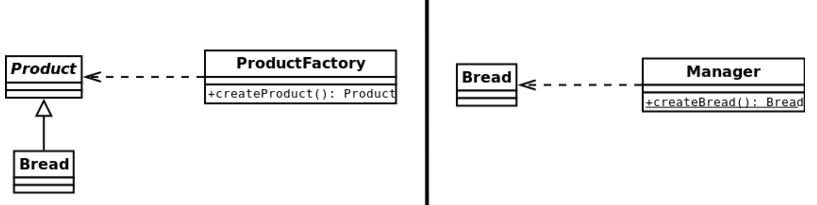 Product
ProductFactory
+createProduct(): Product
Bread
Bread
Manager
+createBread(): Bread